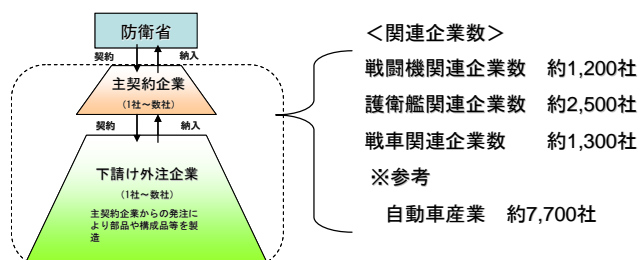 防衛省
契約 納入
主契約企業
(1社～数社)
契約 納入
下請け外注企業
(1社～数社)
主契約企業からの発注に
より部品や構成品等を製
造
＜関連企業数＞
戦闘機関連企業数 約1,200社
護衛艦関連企業数 約2,500社
戦車関連企業数 約1,300社
※参考
自動車産業 約7,700社